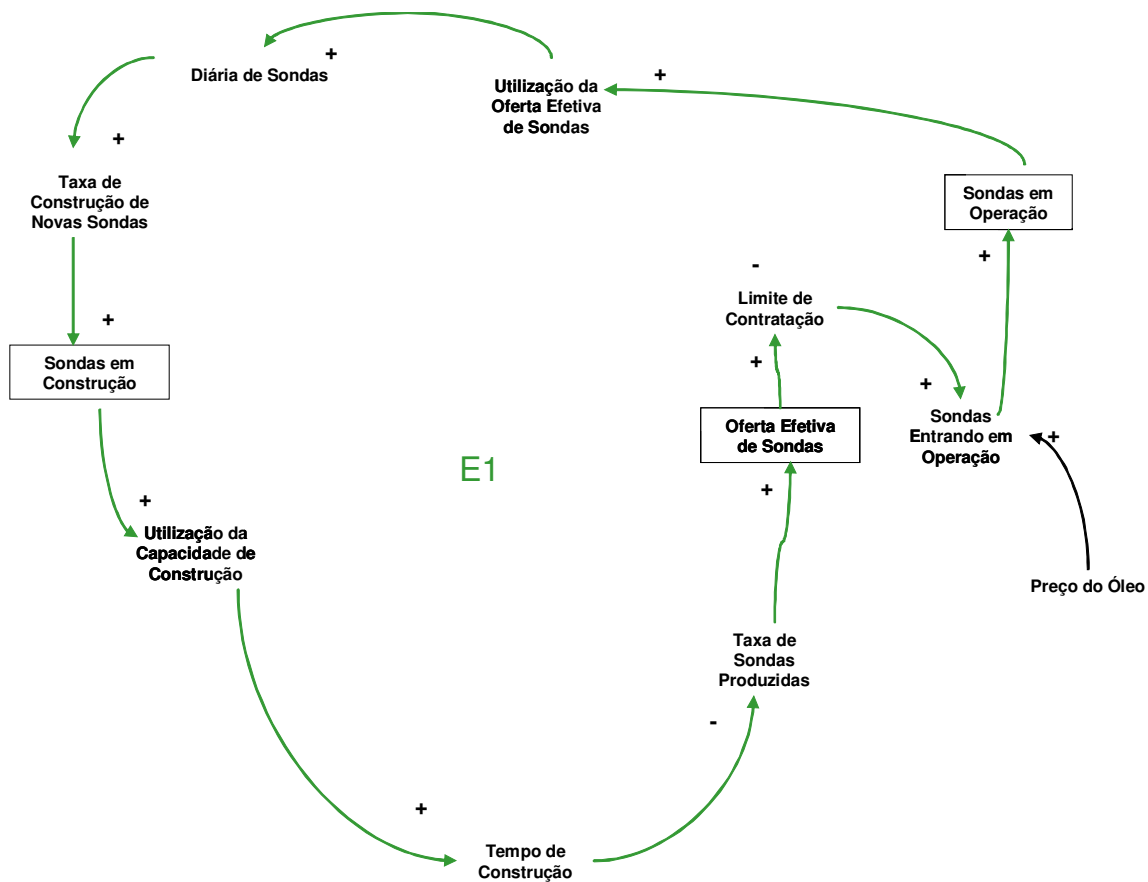 +
Diária de Sondas
+
Utilização da
Oferta Efetiva
de Sondas
+
Taxa de
Construção de
Novas Sondas
Sondas em
Operação
+
-
Limite de
Contratação
+
Sondas em
Construção
+
+
Sondas
Entrando em
Operação
+
Oferta Efetiva
de Sondas
E1
+
+
Utilização da
Capacidade de
Construção
Preço do Óleo
Taxa de
Sondas
Produzidas
-
+
Tempo de
Construção